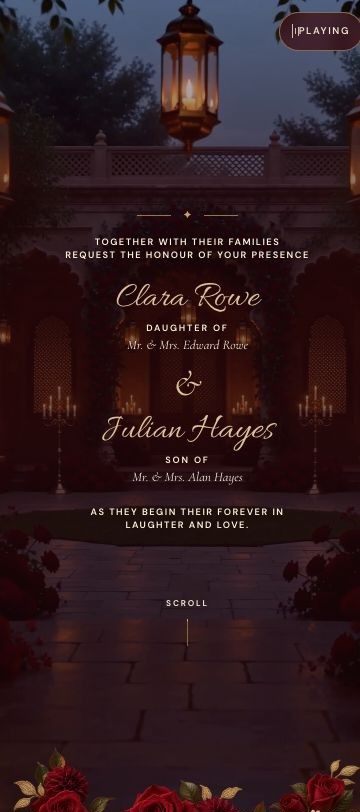 PLAYING
TOGETHER WITH THEIR FAMILIES
REQUEST THE HONOUR OF YOUR PRESENCE
Clara Rowe
DAUGHTER OF
Mr. & Mrs. Edward Rowe
&
Julian Hayes
SON OF
Mr. & Mrs. Alan Hayes
AS THEY BEGIN THEIR FOREVER IN
LAUGHTER AND LOVE.
SCROLL